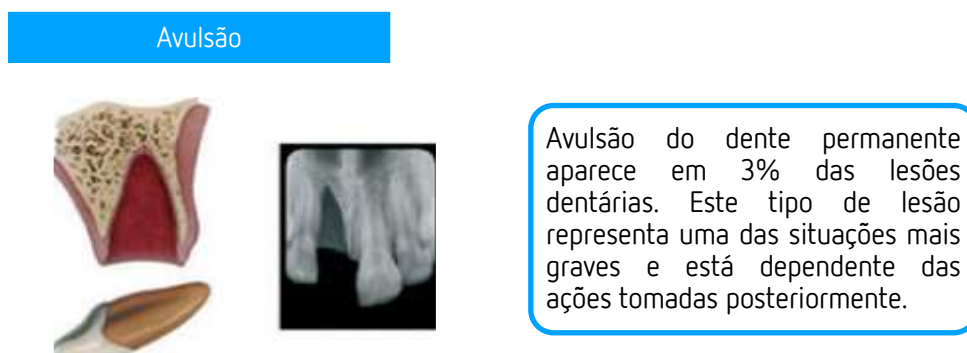 Avulsão
Avulsão do dente permanente
aparece em 3% das lesões
dentárias. Este tipo de lesão
representa uma das situações mais
graves e está dependente das
ações tomadas posteriormente.